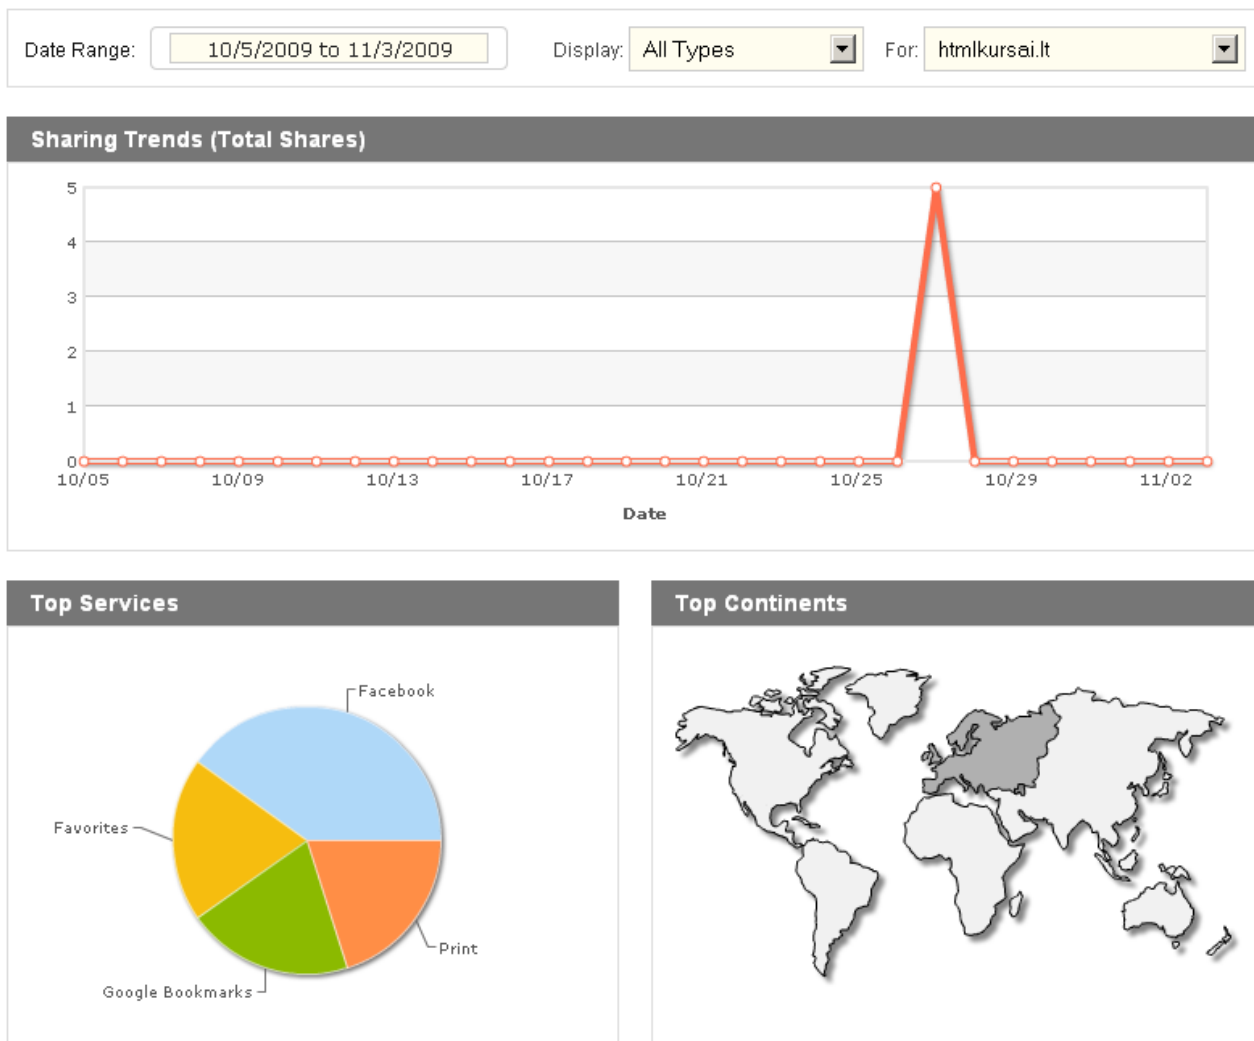 Date Range: 10/5/2009 to 11/3/2009 Display: All Types For: htmlkursai.lt
Sharing Trends (Total Shares)
5
4
3
2
1
0
10/05 10/09 10/13 10/17 10/21 10/25 10/29 11/02
Date
Top Services
Facebook
Favorites
Print
Google Bookmarks
Top Continents